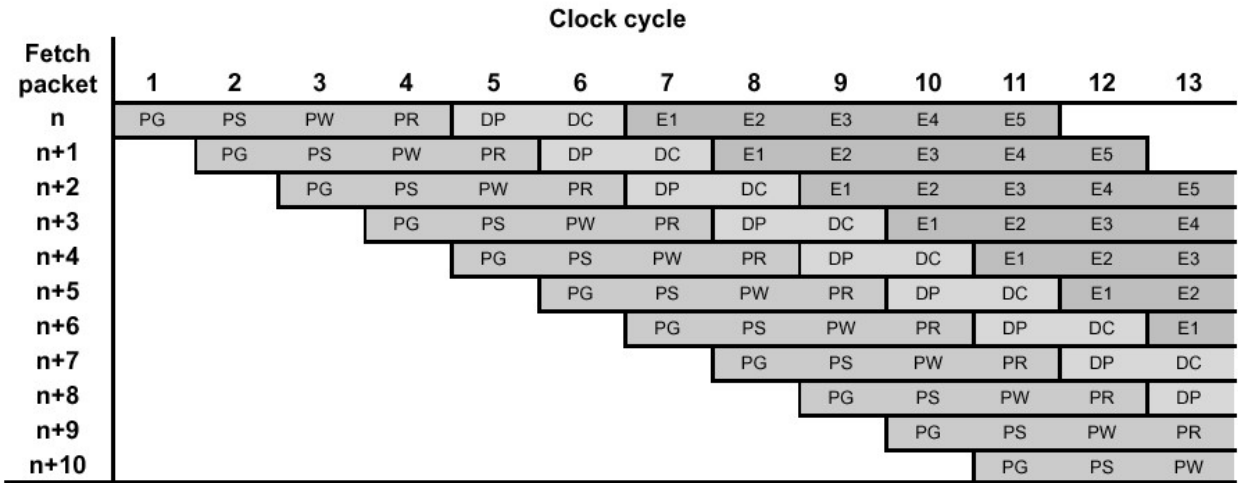 Clock cycle
Fetch
packet 1 2 3 4 5 6 7 8 9 10 11 12 13
n PG PS PW PR DP DC E1 E2 E3 E4 E5
n+1 PG PS PW PR DP DC E1 E2 E3 E4 E5
n+2 PG PS PW PR DP DC E1 E2 E3 E4 E5
n+3 PG PS PW PR DP DC E1 E2 E3 E4
n+4 PG PS PW PR DP DC E1 E2 E3
n+5 PG PS PW PR DP DC E1 E2
n+6 PG PS PW PR DP DC E1
n+7 PG PS PW PR DP DC
n+8 PG PS PW PR DP
n+9 PG PS PW PR
n+10 PG PS PW